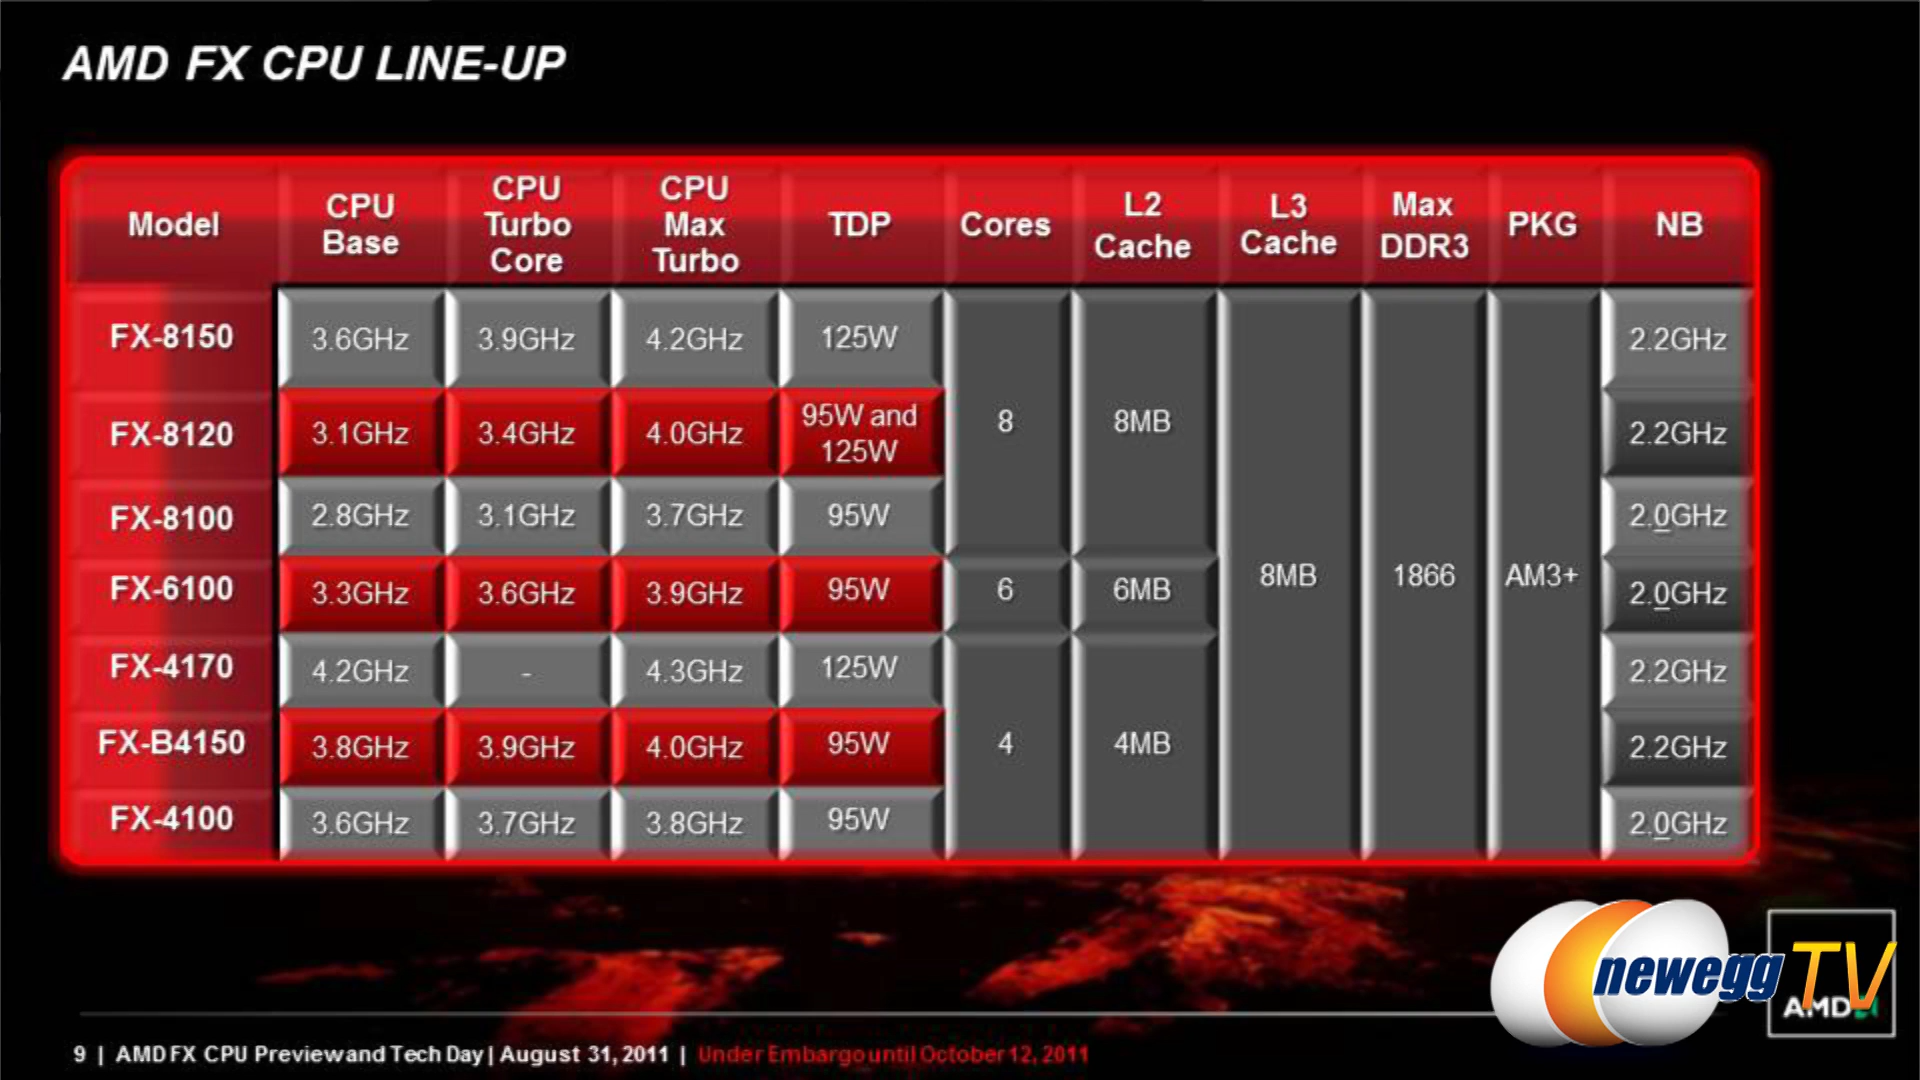 AMD FX CPU LINE-UP
Model CPU Base CPU Turbo Core CPU Max Turbo TDP Cores L2 Cache L3 Cache Max DDR3 PKG NB
FX-8150 3.6GHz 3.9GHz 4.2GHz 125W 2.2GHz
FX-8120 3.1GHz 3.4GHz 4.0GHz 95W and 125W 8 8MB 2.2GHz
FX-8100 2.8GHz 3.1GHz 3.7GHz 95W 2.0GHz
FX-6100 3.3GHz 3.6GHz 3.9GHz 95W 6 6MB 8MB 1866 AM3+ 2.0GHz
FX-4170 4.2GHz - 4.3GHz 125W 2.2GHz
FX-B4150 3.8GHz 3.9GHz 4.0GHz 95W 4 4MB 2.2GHz
FX-4100 3.6GHz 3.7GHz 3.8GHz 95W 2.0GHz
newegg TV
AMD
9 | AMD FX CPU Preview and Tech Day | August 31, 2011 | Under Embargo until October 12, 2011